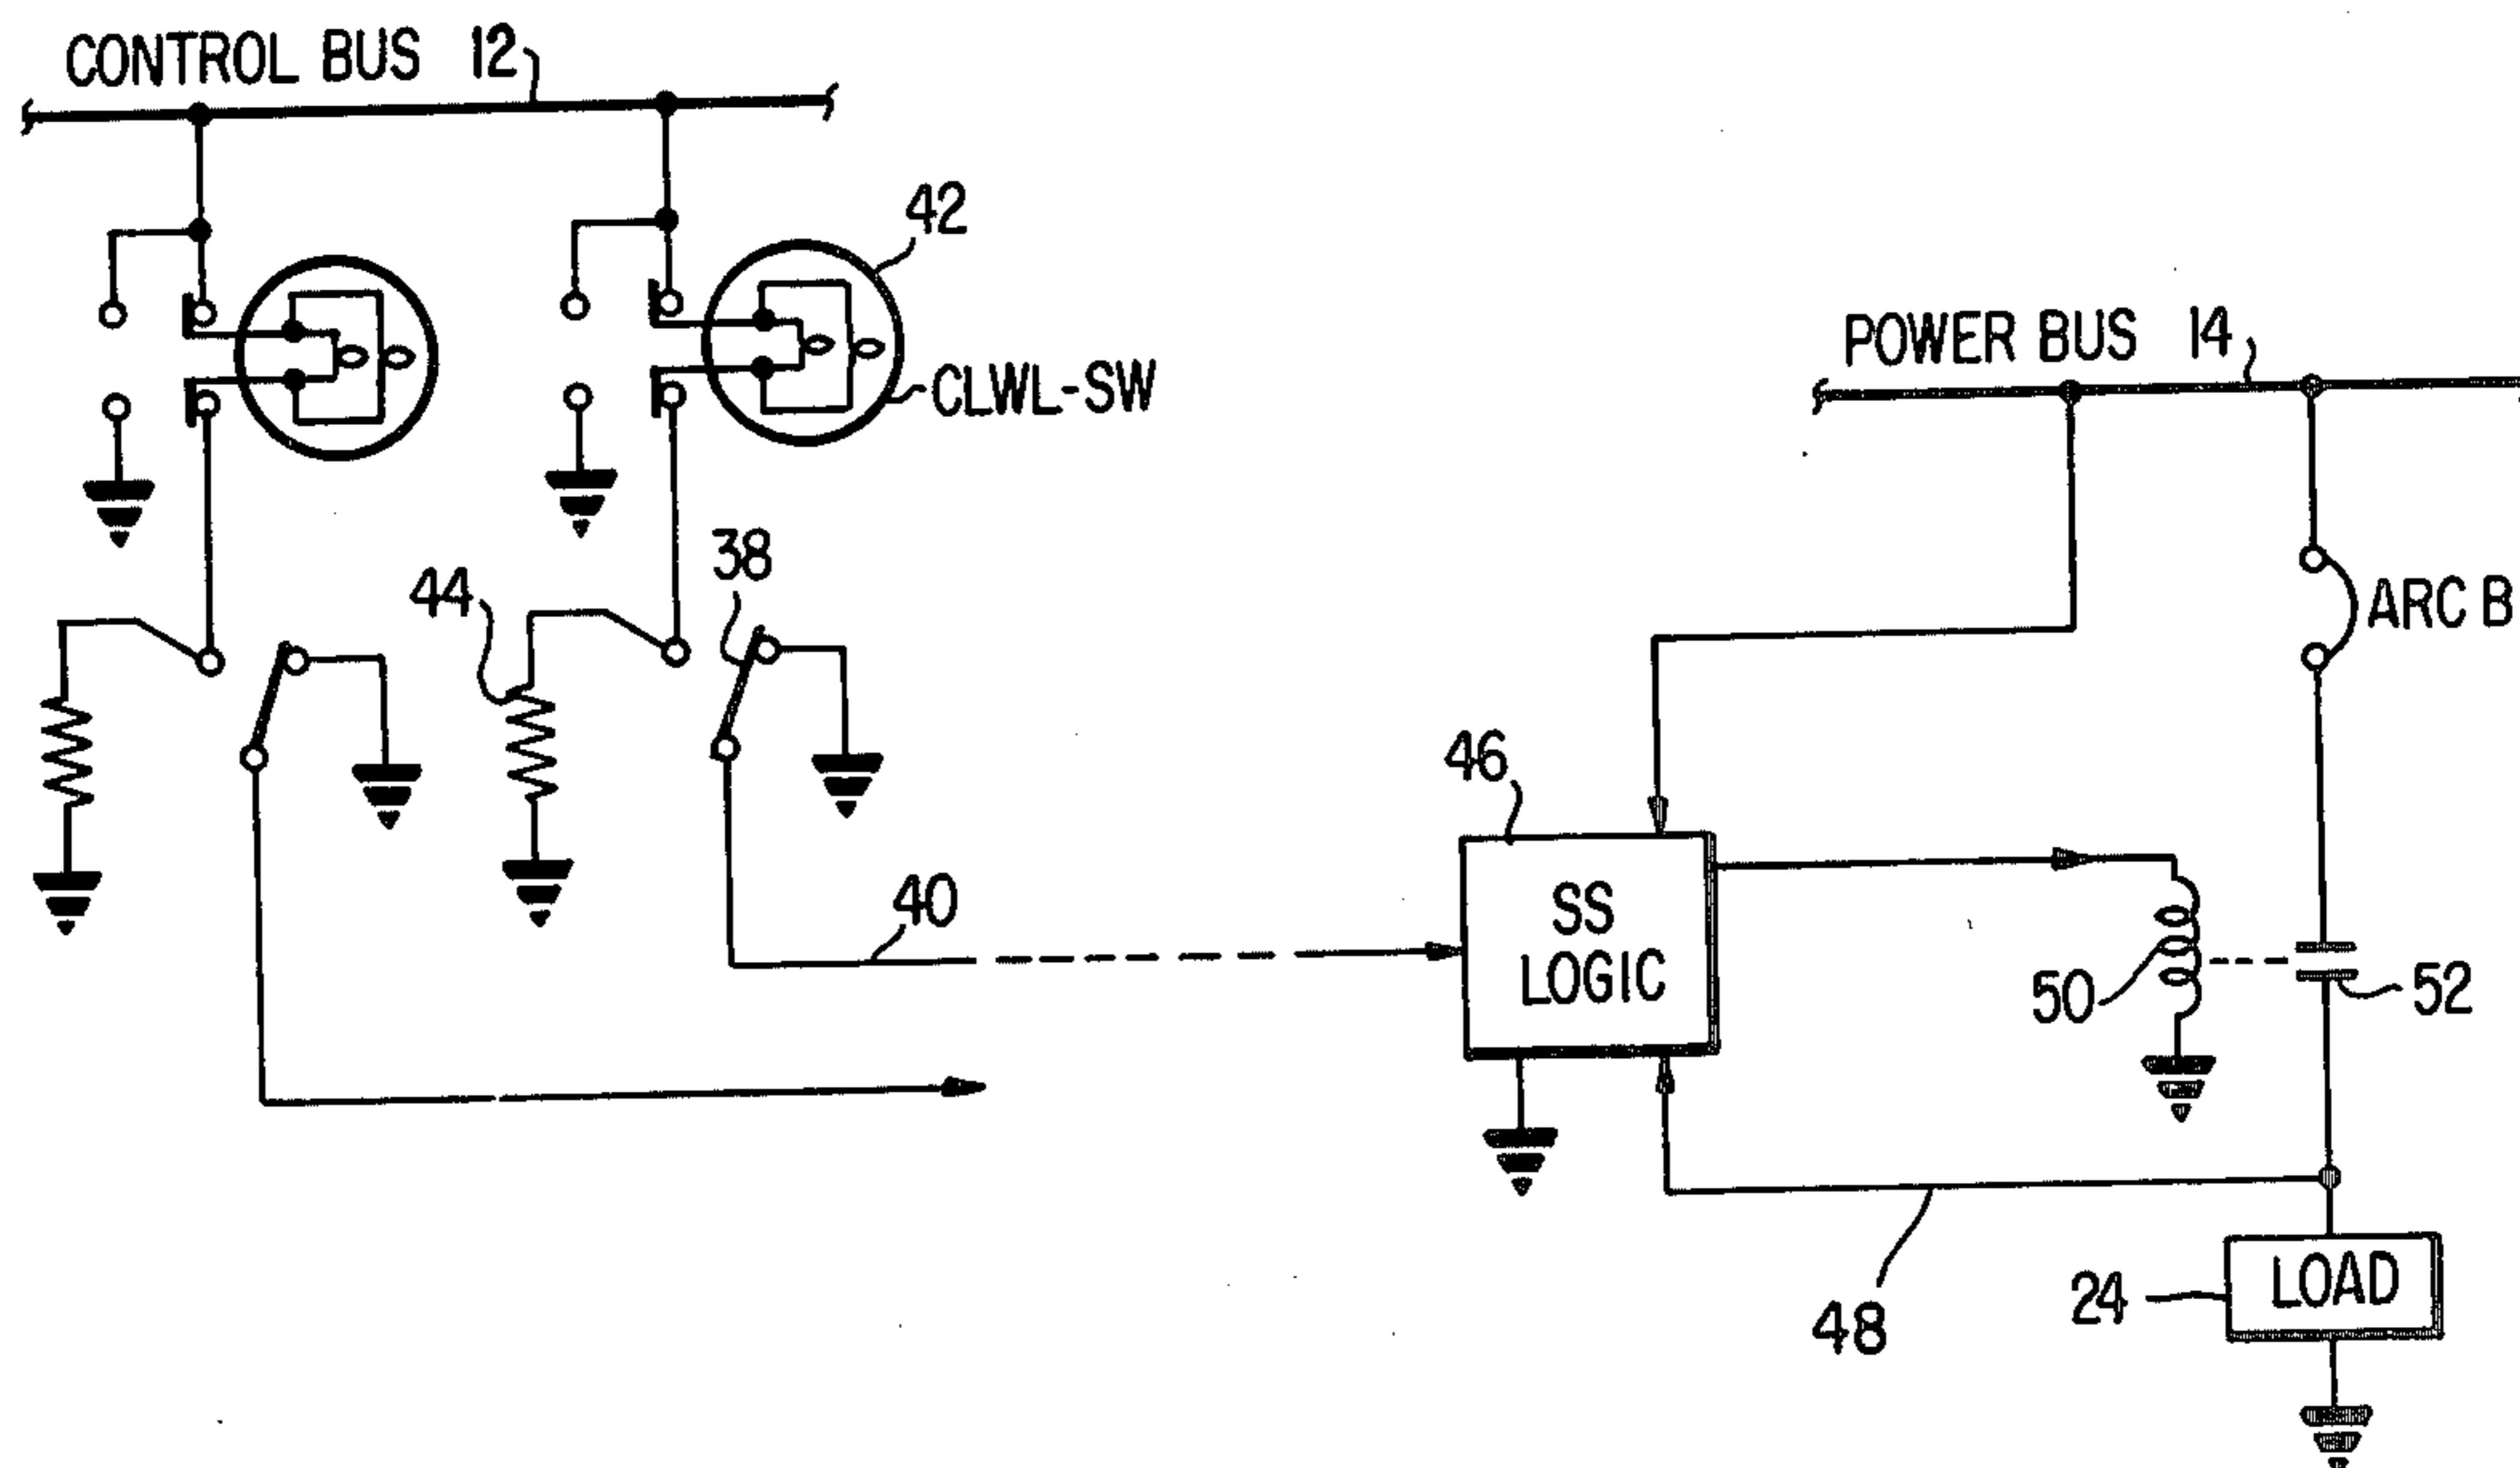 CONTROL BUS 12
42
CLWL-SW
POWER BUS 14
38
44
ARC B
46
40
SS
LOGIC
50
52
48
24
LOAD